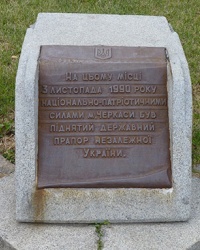 На цьому місці
3 листопада 1990 року
національно-патріотичними
силами м.Черкаси був
піднятий державний
прапор незалежної
України.